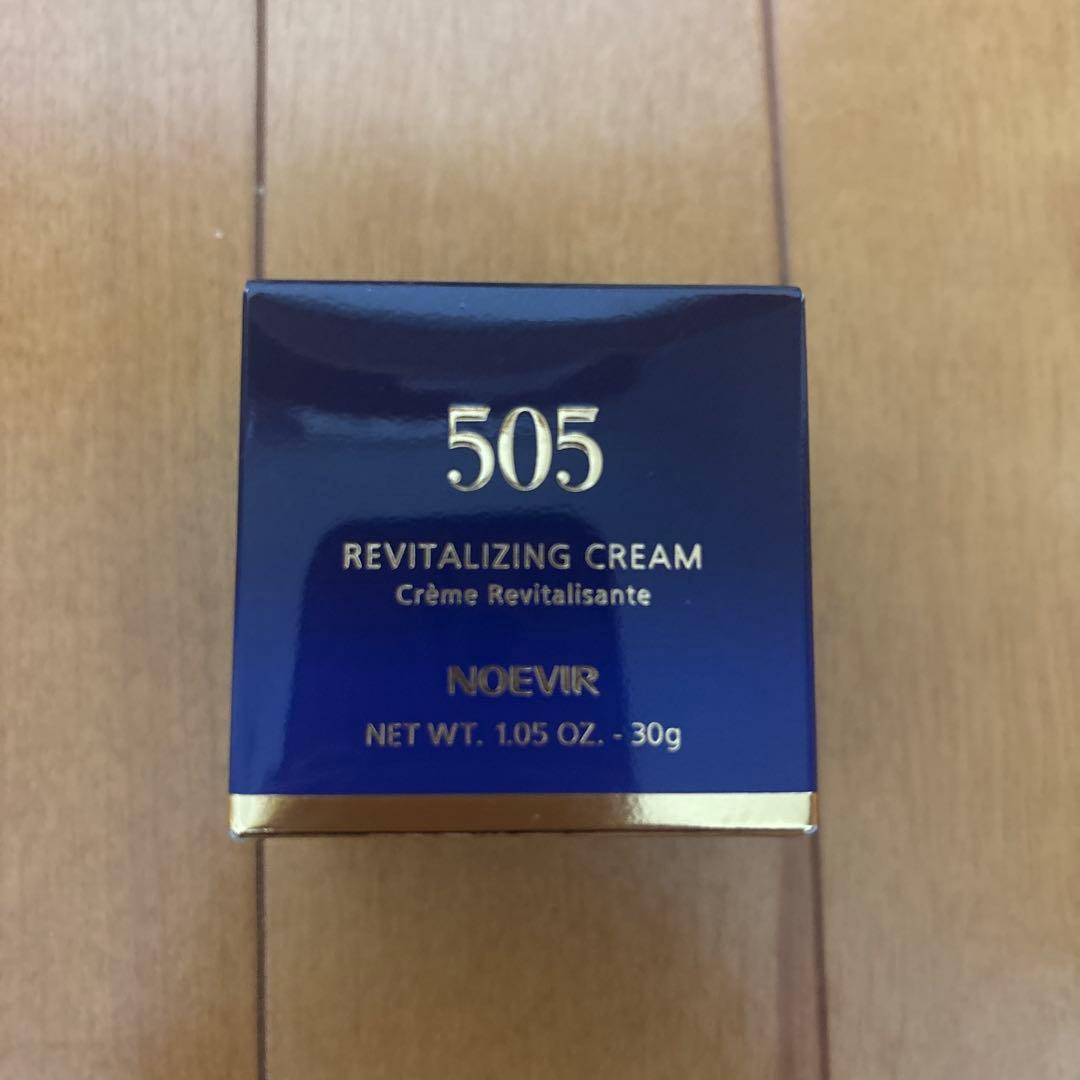 505
REVITALIZING CREAM
Crème Revitalisante
NOEVIR
NET WT. 1.05 OZ. - 30g